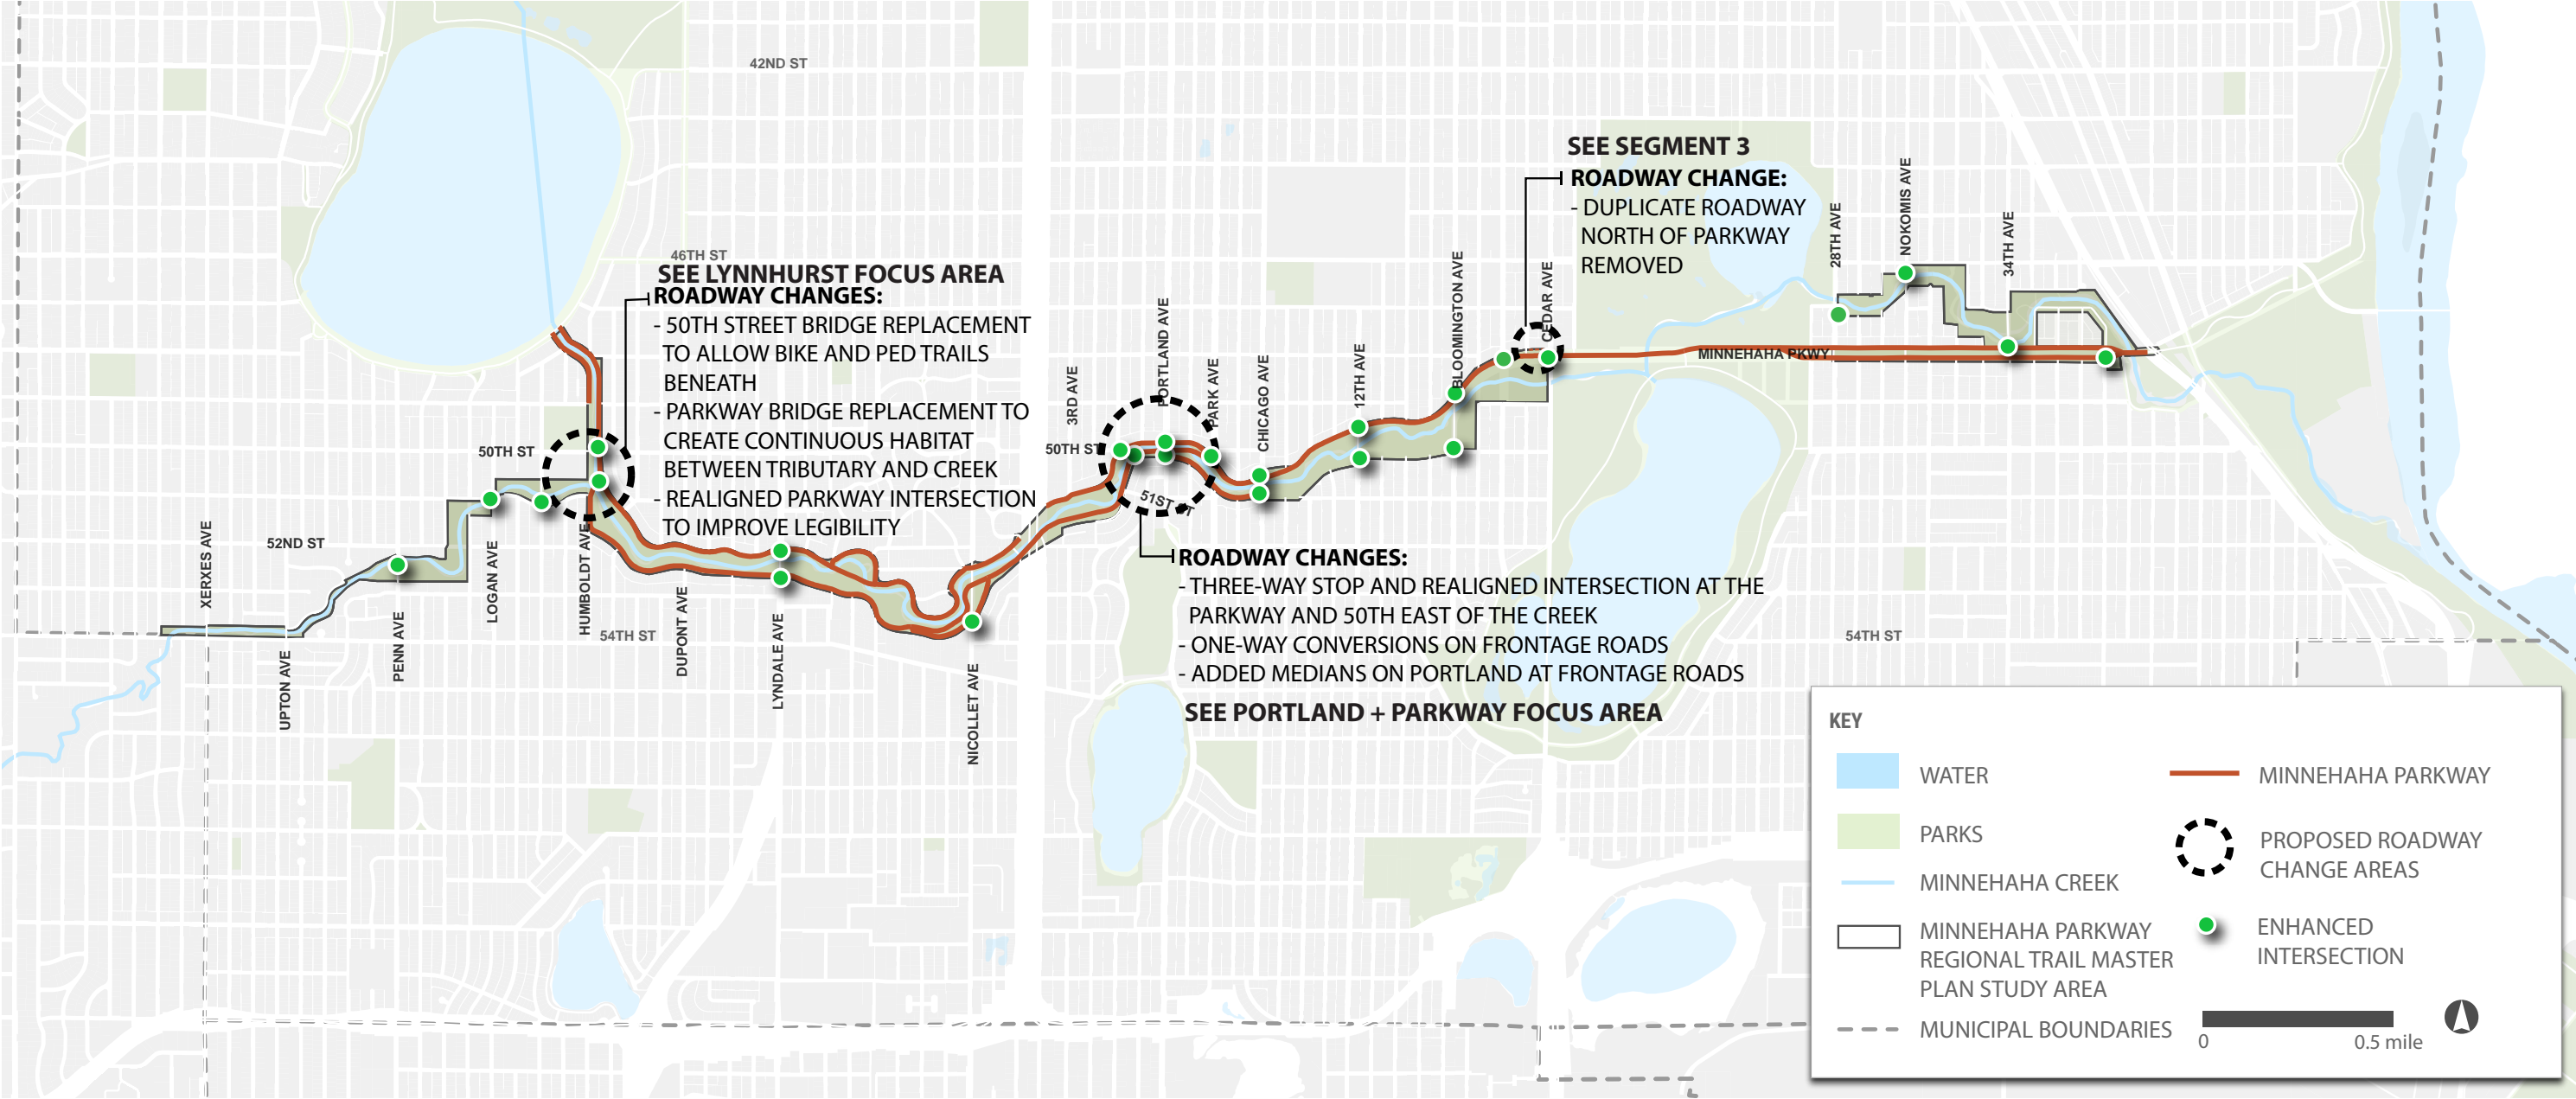 42ND ST
46TH ST
SEE LYNNHURST FOCUS AREA
ROADWAY CHANGES:
- 50TH STREET BRIDGE REPLACEMENT
TO ALLOW BIKE AND PED TRAILS
BENEATH
- PARKWAY BRIDGE REPLACEMENT TO
CREATE CONTINUOUS HABITAT
BETWEEN TRIBUTARY AND CREEK
- REALIGNED PARKWAY INTERSECTION
TO IMPROVE LEGIBILITY
SEE SEGMENT 3
ROADWAY CHANGE:
- DUPLICATE ROADWAY
NORTH OF PARKWAY
REMOVED
50TH ST
52ND ST
XERXES AVE
UPTON AVE
PENN AVE
LOGAN AVE
HUMBOLDT AVE
54TH ST
DUPONT AVE
LYNDALE AVE
NICOLLET AVE
3RD AVE
50TH ST
PORTLAND AVE
PARK AVE
51ST ST
CHICAGO AVE
12TH AVE
BLOOMINGTON AVE
CEDAR AVE
MINNEHAHA PKWY
28TH AVE
NOKOMIS AVE
34TH AVE
54TH ST
ROADWAY CHANGES:
- THREE-WAY STOP AND REALIGNED INTERSECTION AT THE
PARKWAY AND 50TH EAST OF THE CREEK
- ONE-WAY CONVERSIONS ON FRONTAGE ROADS
- ADDED MEDIANS ON PORTLAND AT FRONTAGE ROADS
SEE PORTLAND + PARKWAY FOCUS AREA
KEY
WATER
PARKS
MINNEHAHA CREEK
MINNEHAHA PARKWAY
REGIONAL TRAIL MASTER
PLAN STUDY AREA
MUNICIPAL BOUNDARIES
MINNEHAHA PARKWAY
PROPOSED ROADWAY
CHANGE AREAS
ENHANCED
INTERSECTION
0
0.5 mile